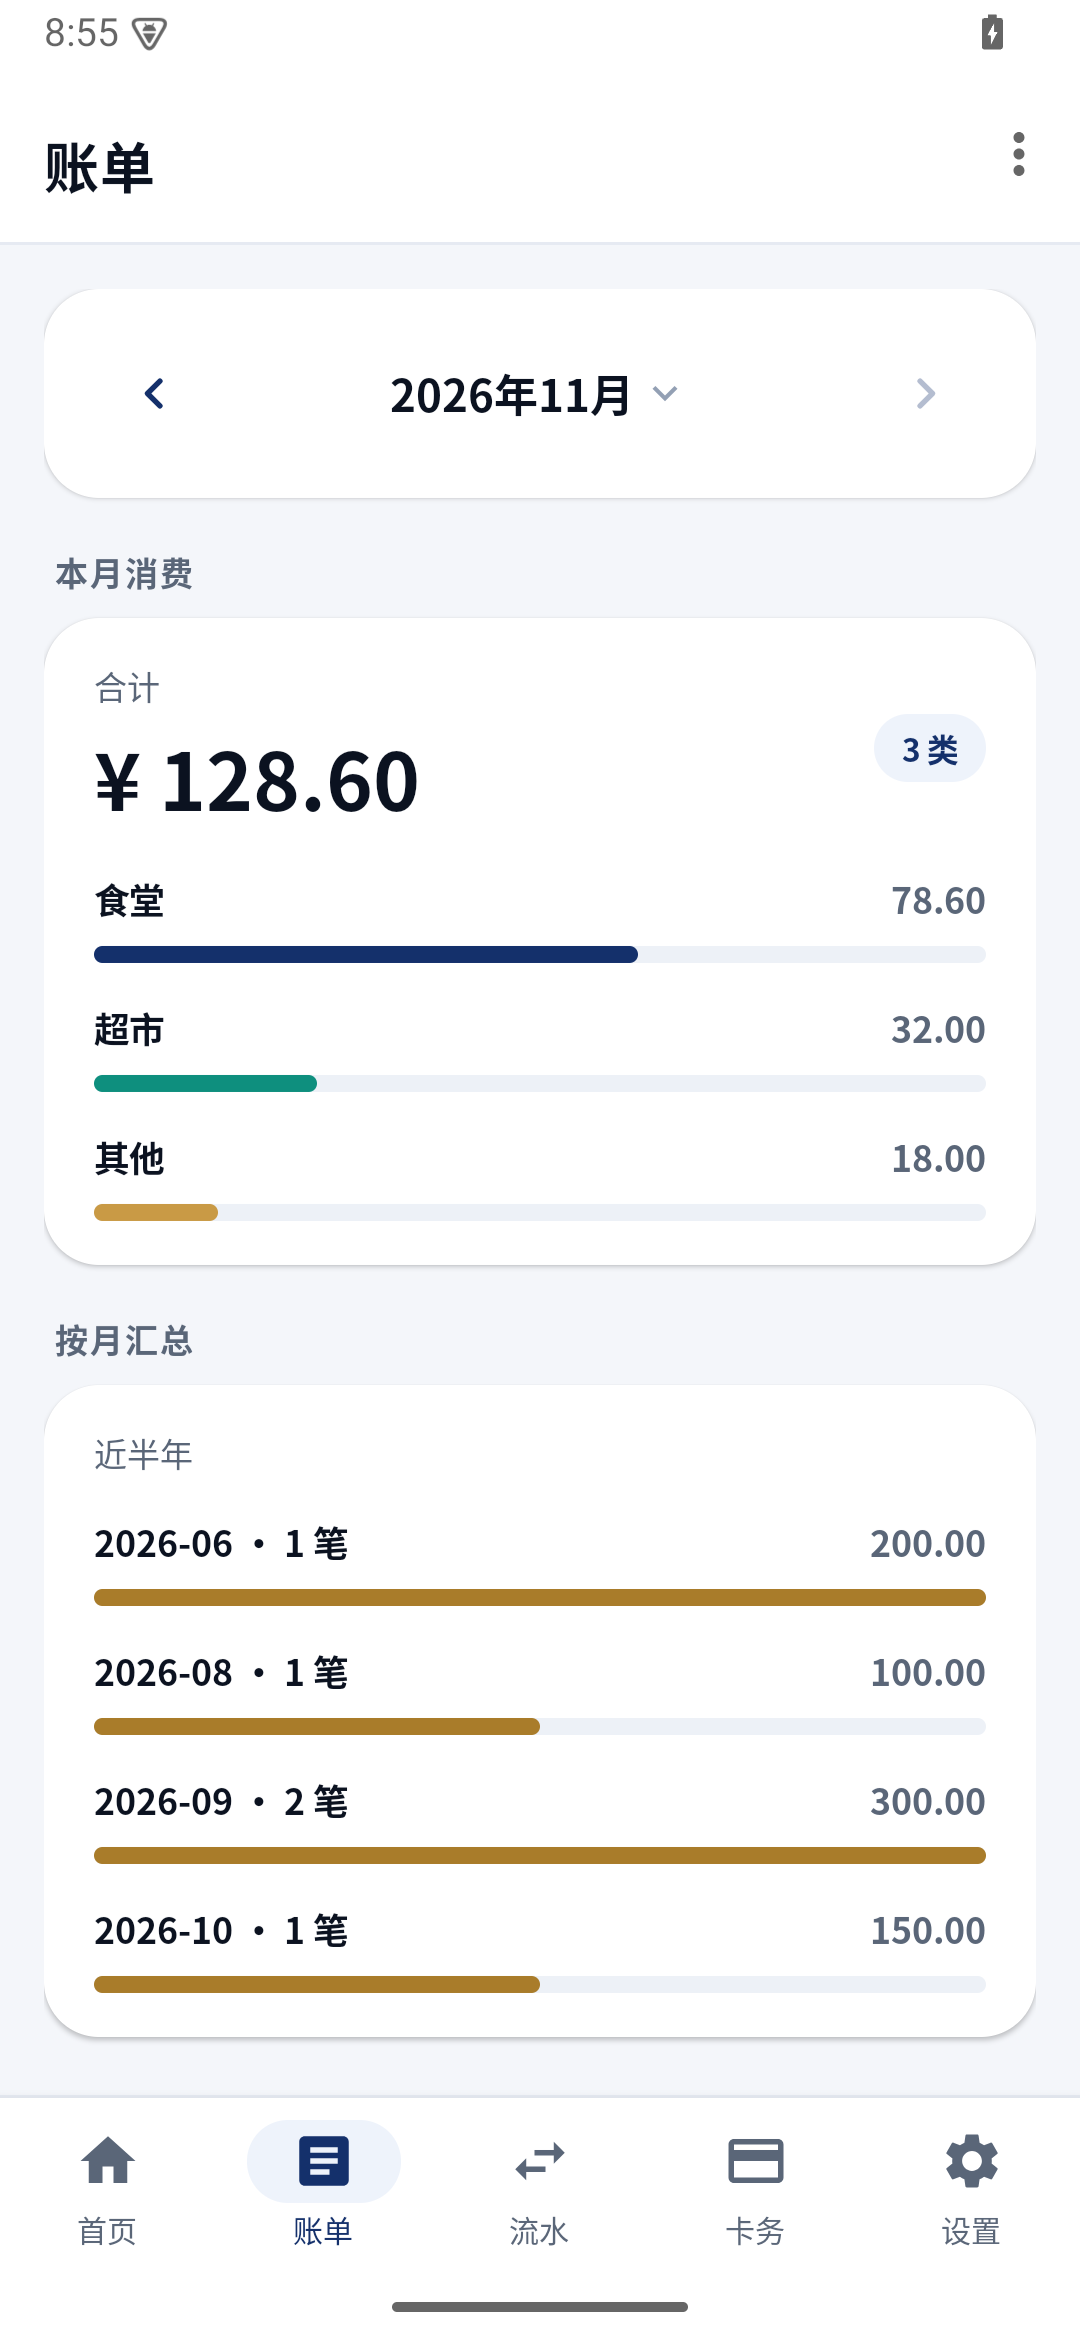 8:55
账单
2026年11月
本月消费
合计
¥ 128.60
3 类
食堂 78.60
超市 32.00
其他 18.00
按月汇总
近半年
2026-06 · 1 笔 200.00
2026-08 · 1 笔 100.00
2026-09 · 2 笔 300.00
2026-10 · 1 笔 150.00
首页 账单 流水 卡务 设置